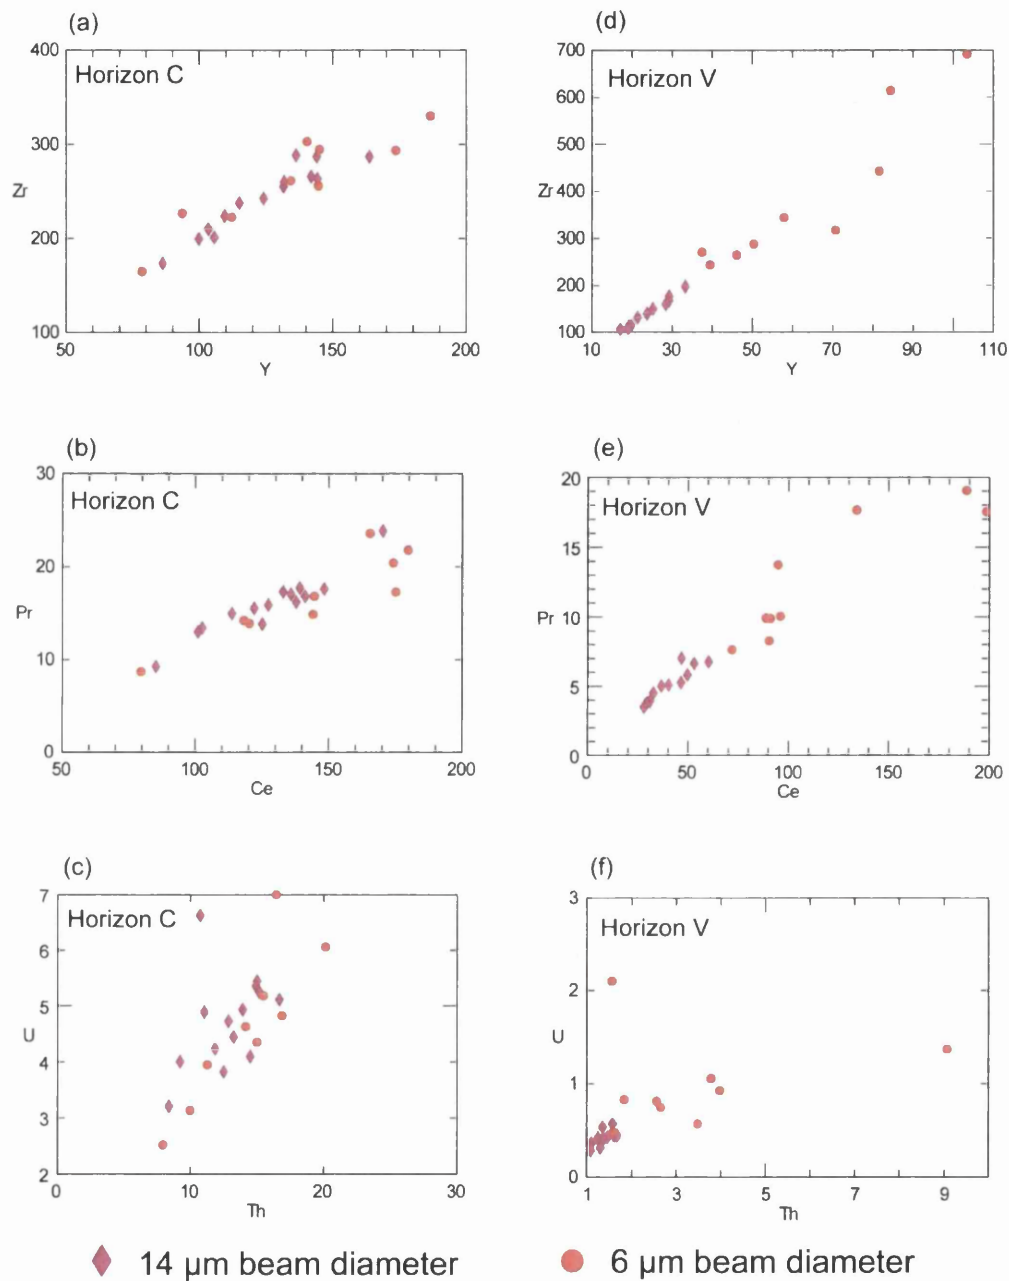 (a)
Horizon C
400
300
200
100
Zr
50
100
150
200
Y
(d)
Horizon V
700
600
500
400
300
200
100
Zr
10
30
50
70
90
110
Y
(b)
Horizon C
30
20
10
0
Pr
50
100
150
200
Ce
(e)
Horizon V
20
15
10
5
0
Pr
0
50
100
150
200
Ce
(c)
Horizon C
7
6
5
4
3
2
U
0
10
20
30
Th
(f)
Horizon V
3
2
1
0
U
1
3
5
7
9
Th
14 µm beam diameter
6 µm beam diameter